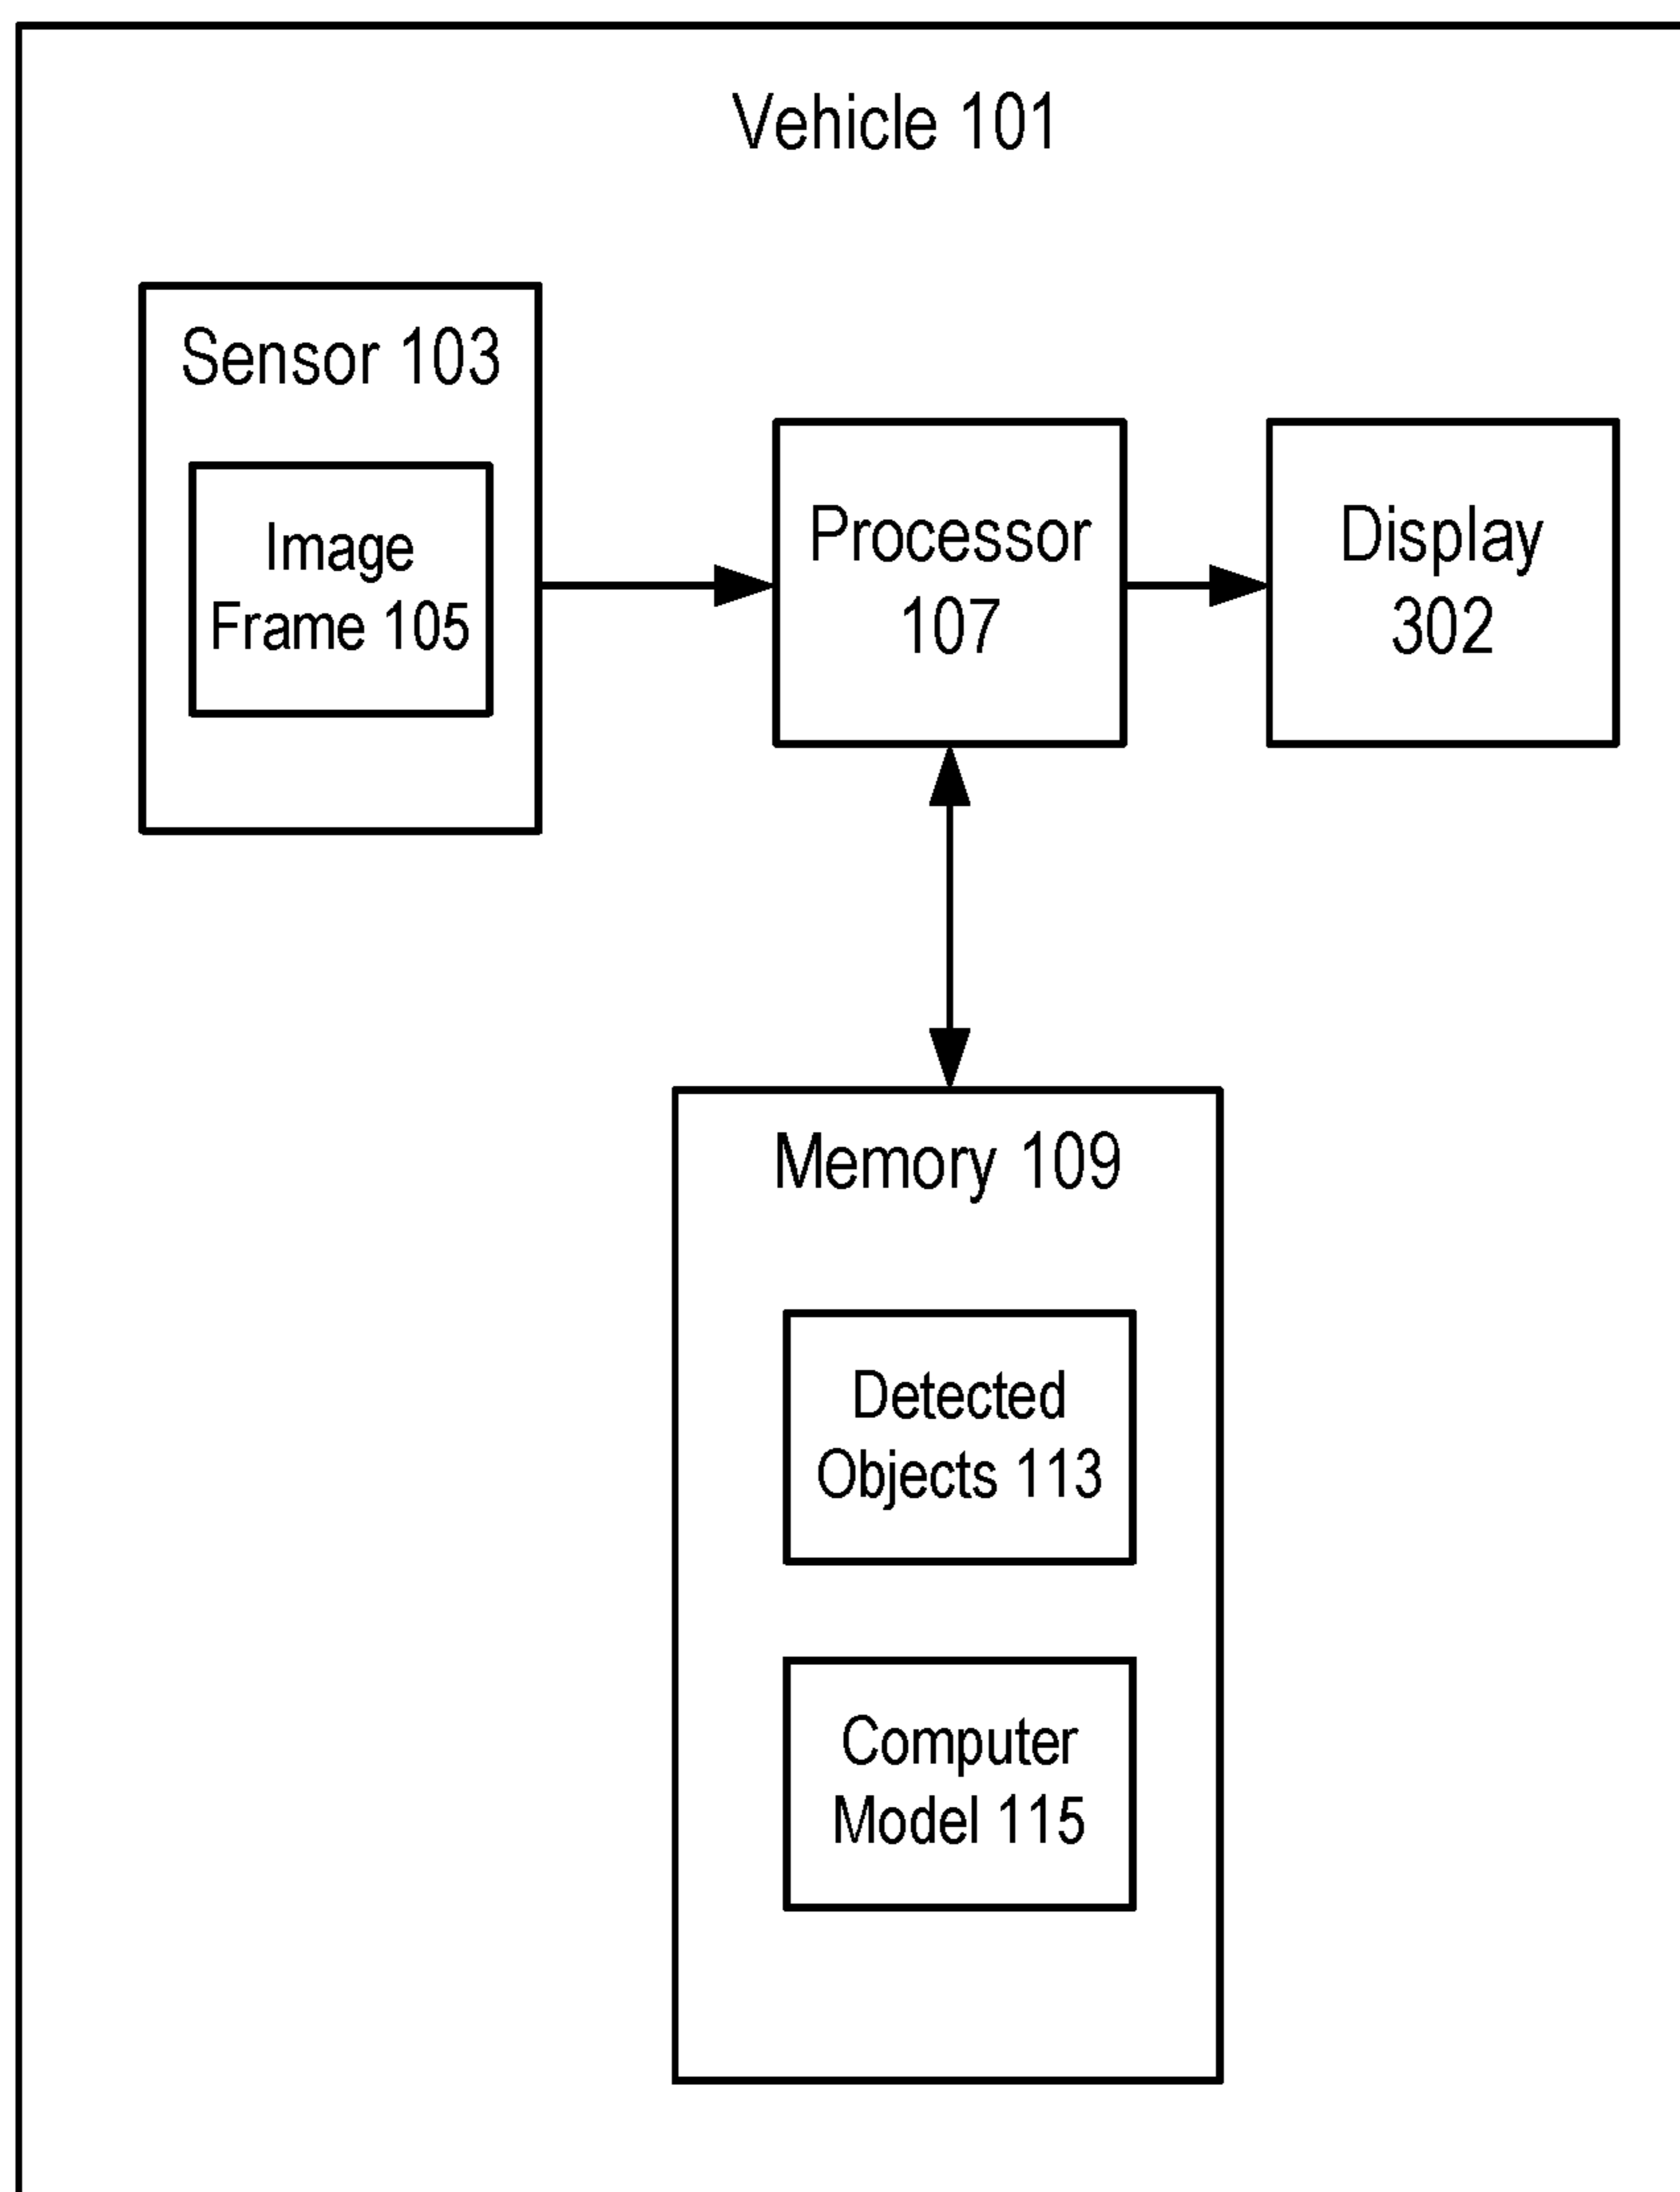 Vehicle 101
Sensor 103
Image
Frame 105
Processor
107
Display
302
Memory 109
Detected
Objects 113
Computer
Model 115